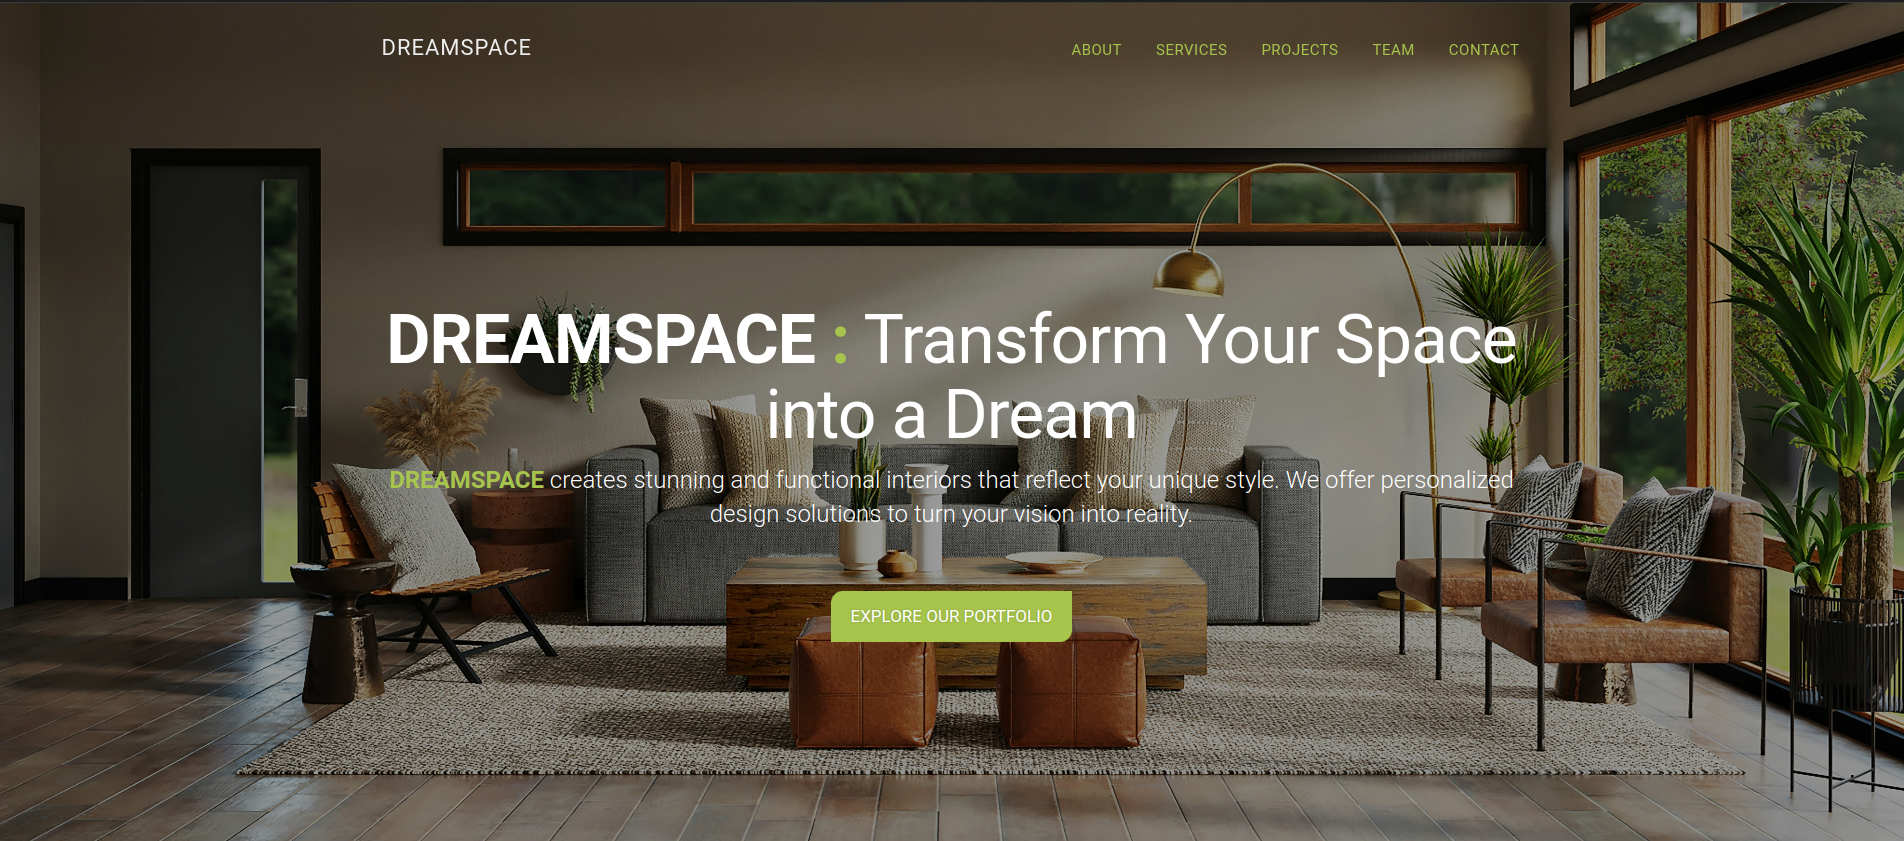 DREAMSPACE
ABOUT SERVICES PROJECTS TEAM CONTACT
DREAMSPACE : Transform Your Space
into a Dream
DREAMSPACE creates stunning and functional interiors that reflect your unique style. We offer personalized
design solutions to turn your vision into reality.
EXPLORE OUR PORTFOLIO